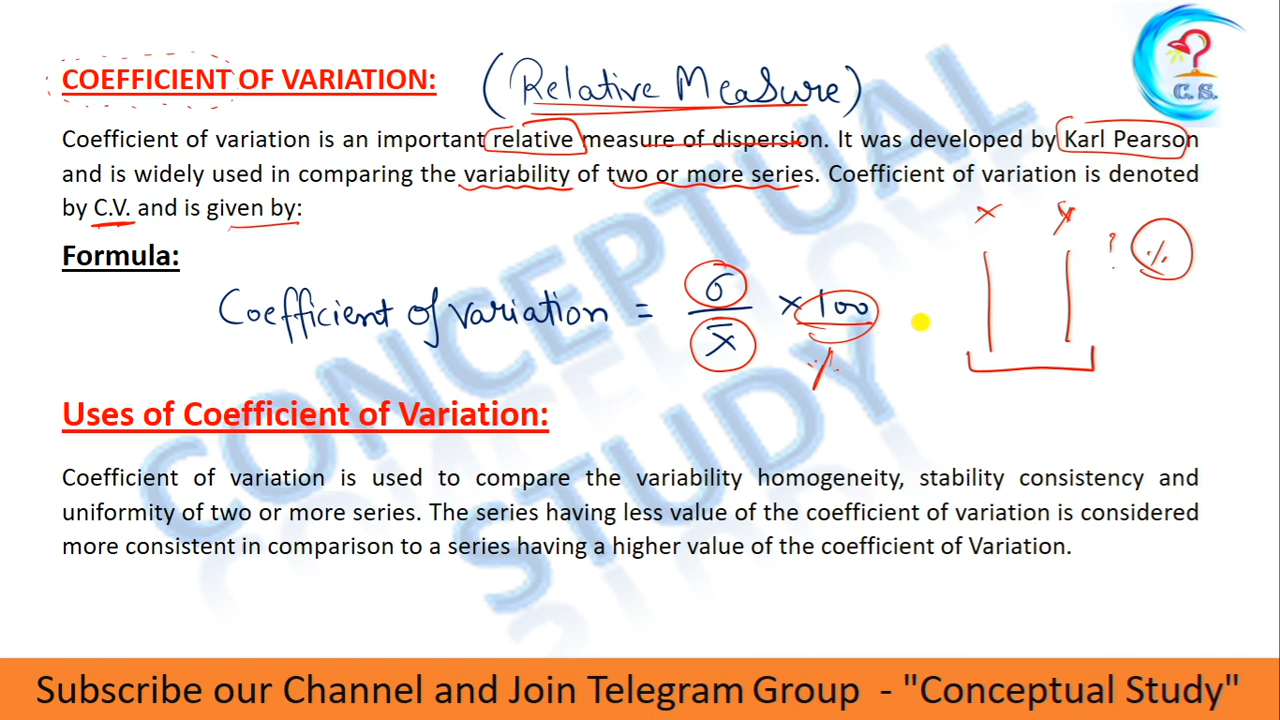 COEFFICIENT OF VARIATION: (Relative Measure)
C. S.
Coefficient of variation is an important relative measure of dispersion. It was developed by Karl Pearson
and is widely used in comparing the variability of two or more series. Coefficient of variation is denoted
by C.V. and is given by:
x y ? %
Formula:
Coefficient of variation = σ / x̄ × 100
%
Uses of Coefficient of Variation:
Coefficient of variation is used to compare the variability homogeneity, stability consistency and
uniformity of two or more series. The series having less value of the coefficient of variation is considered
more consistent in comparison to a series having a higher value of the coefficient of Variation.
CONCEPTUAL
STUDY
Subscribe our Channel and Join Telegram Group - "Conceptual Study"